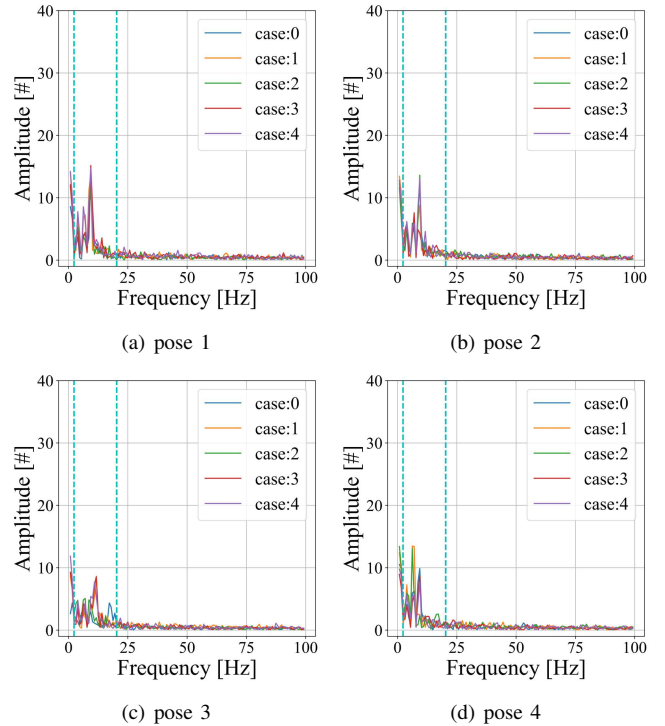 40
30
20
10
0
Amplitude [#]
0 25 50 75 100
Frequency [Hz]
case:0
case:1
case:2
case:3
case:4
(a) pose 1
40
30
20
10
0
Amplitude [#]
0 25 50 75 100
Frequency [Hz]
case:0
case:1
case:2
case:3
case:4
(b) pose 2
40
30
20
10
0
Amplitude [#]
0 25 50 75 100
Frequency [Hz]
case:0
case:1
case:2
case:3
case:4
(c) pose 3
40
30
20
10
0
Amplitude [#]
0 25 50 75 100
Frequency [Hz]
case:0
case:1
case:2
case:3
case:4
(d) pose 4